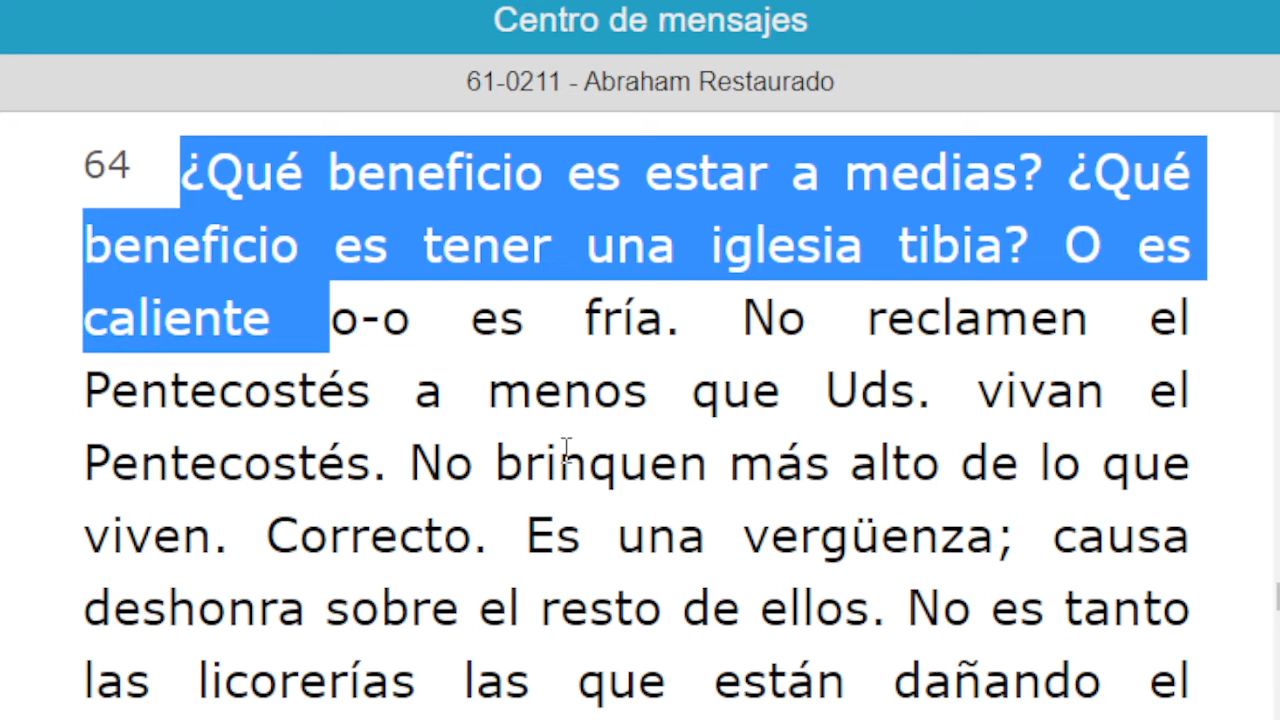 Centro de mensajes
61-0211 - Abraham Restaurado
64 ¿Qué beneficio es estar a medias? ¿Qué
beneficio es tener una iglesia tibia? O es
caliente o-o es fría. No reclamen el
Pentecostés a menos que Uds. vivan el
Pentecostés. No brinquen más alto de lo que
viven. Correcto. Es una vergüenza; causa
deshonra sobre el resto de ellos. No es tanto
las licorerías las que están dañando el